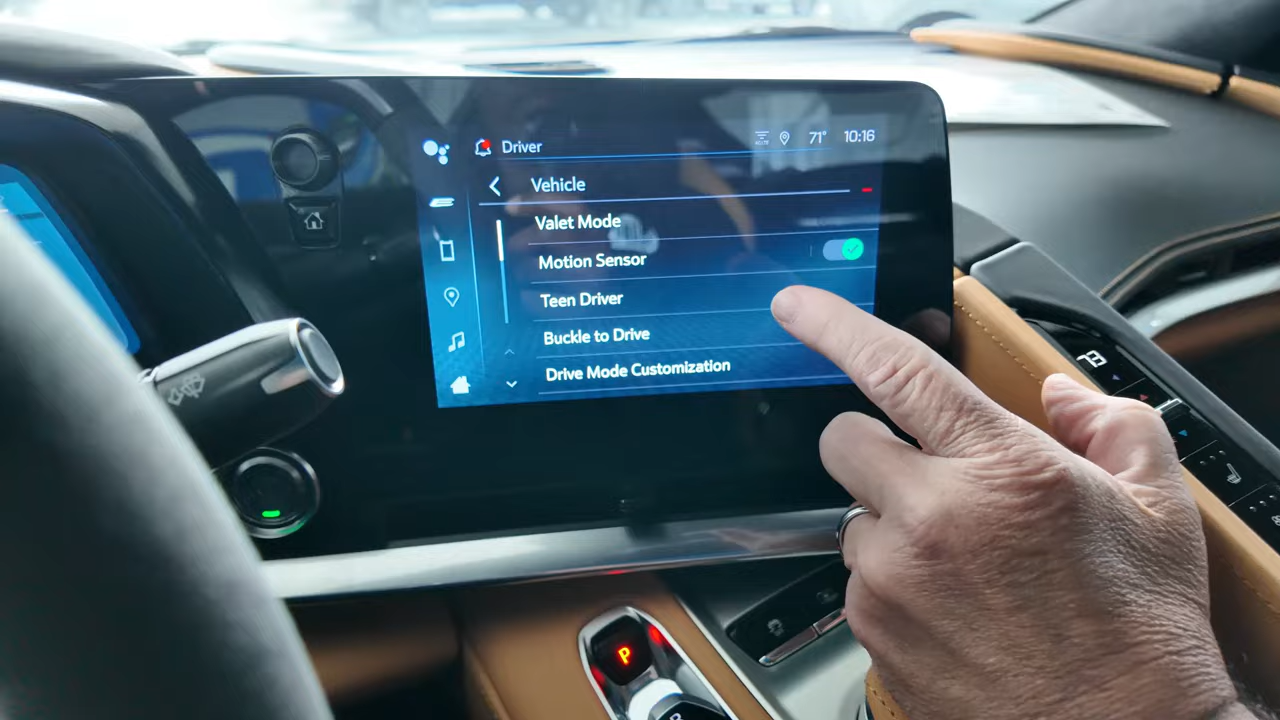 Driver
71° 10:16
Vehicle
Valet Mode
Motion Sensor
Teen Driver
Buckle to Drive
Drive Mode Customization
P
R